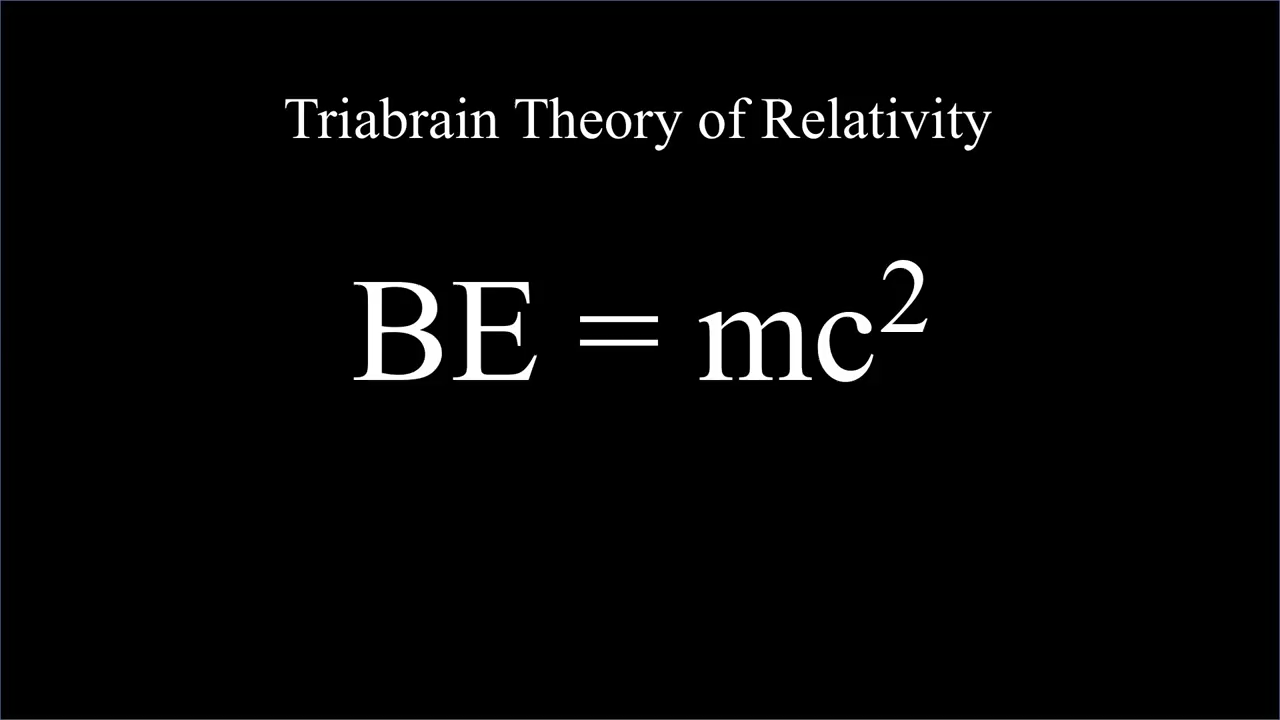 Triabrain Theory of Relativity
BE = mc²